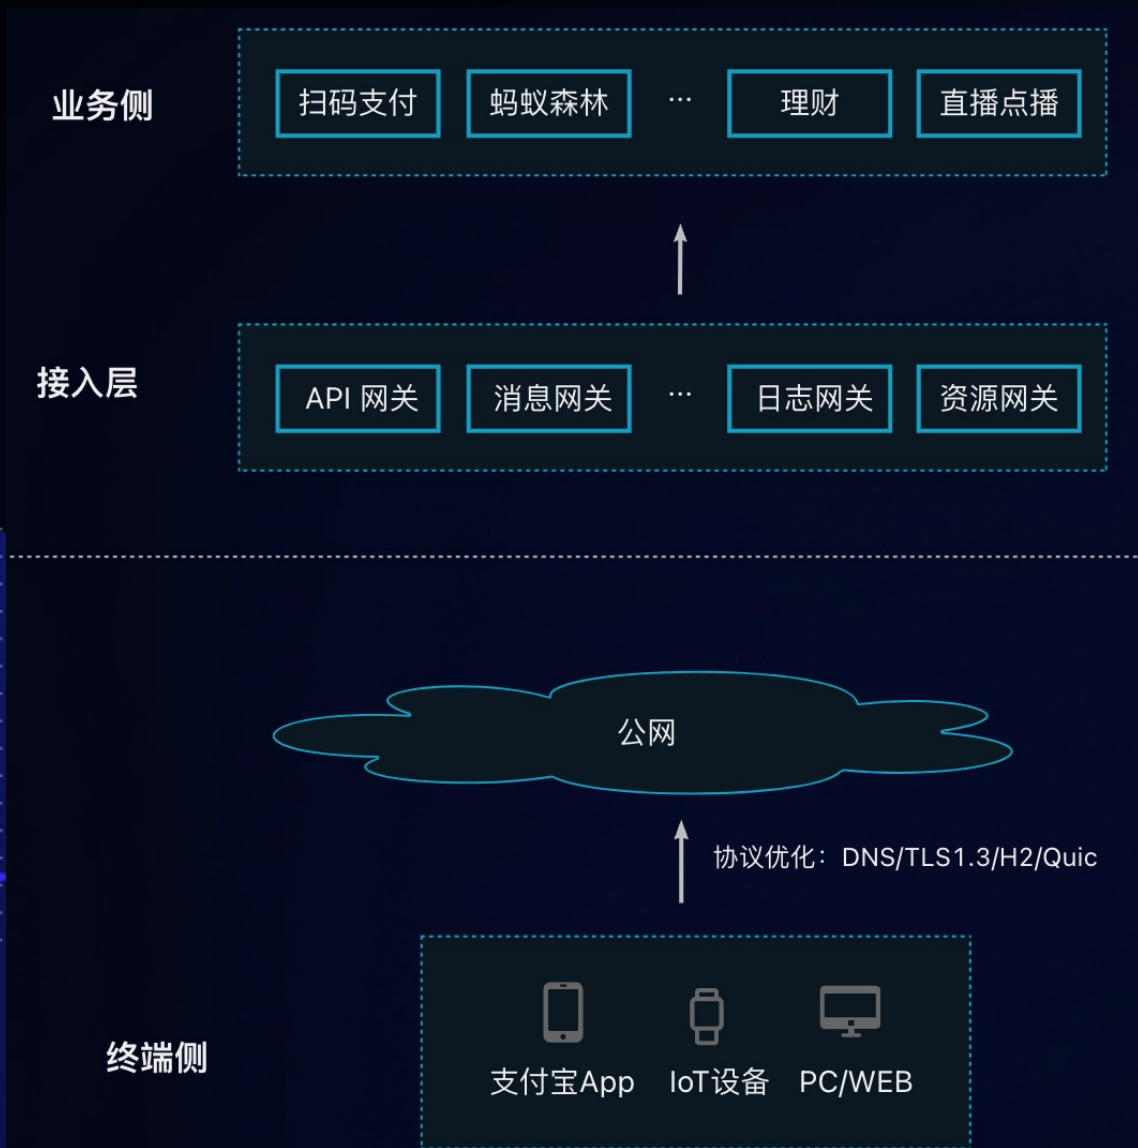 业务侧
扫码支付 蚂蚁森林 ··· 理财 直播点播
接入层
API 网关 消息网关 ··· 日志网关 资源网关
公网
协议优化：DNS/TLS1.3/H2/Quic
终端侧
支付宝App IoT设备 PC/WEB